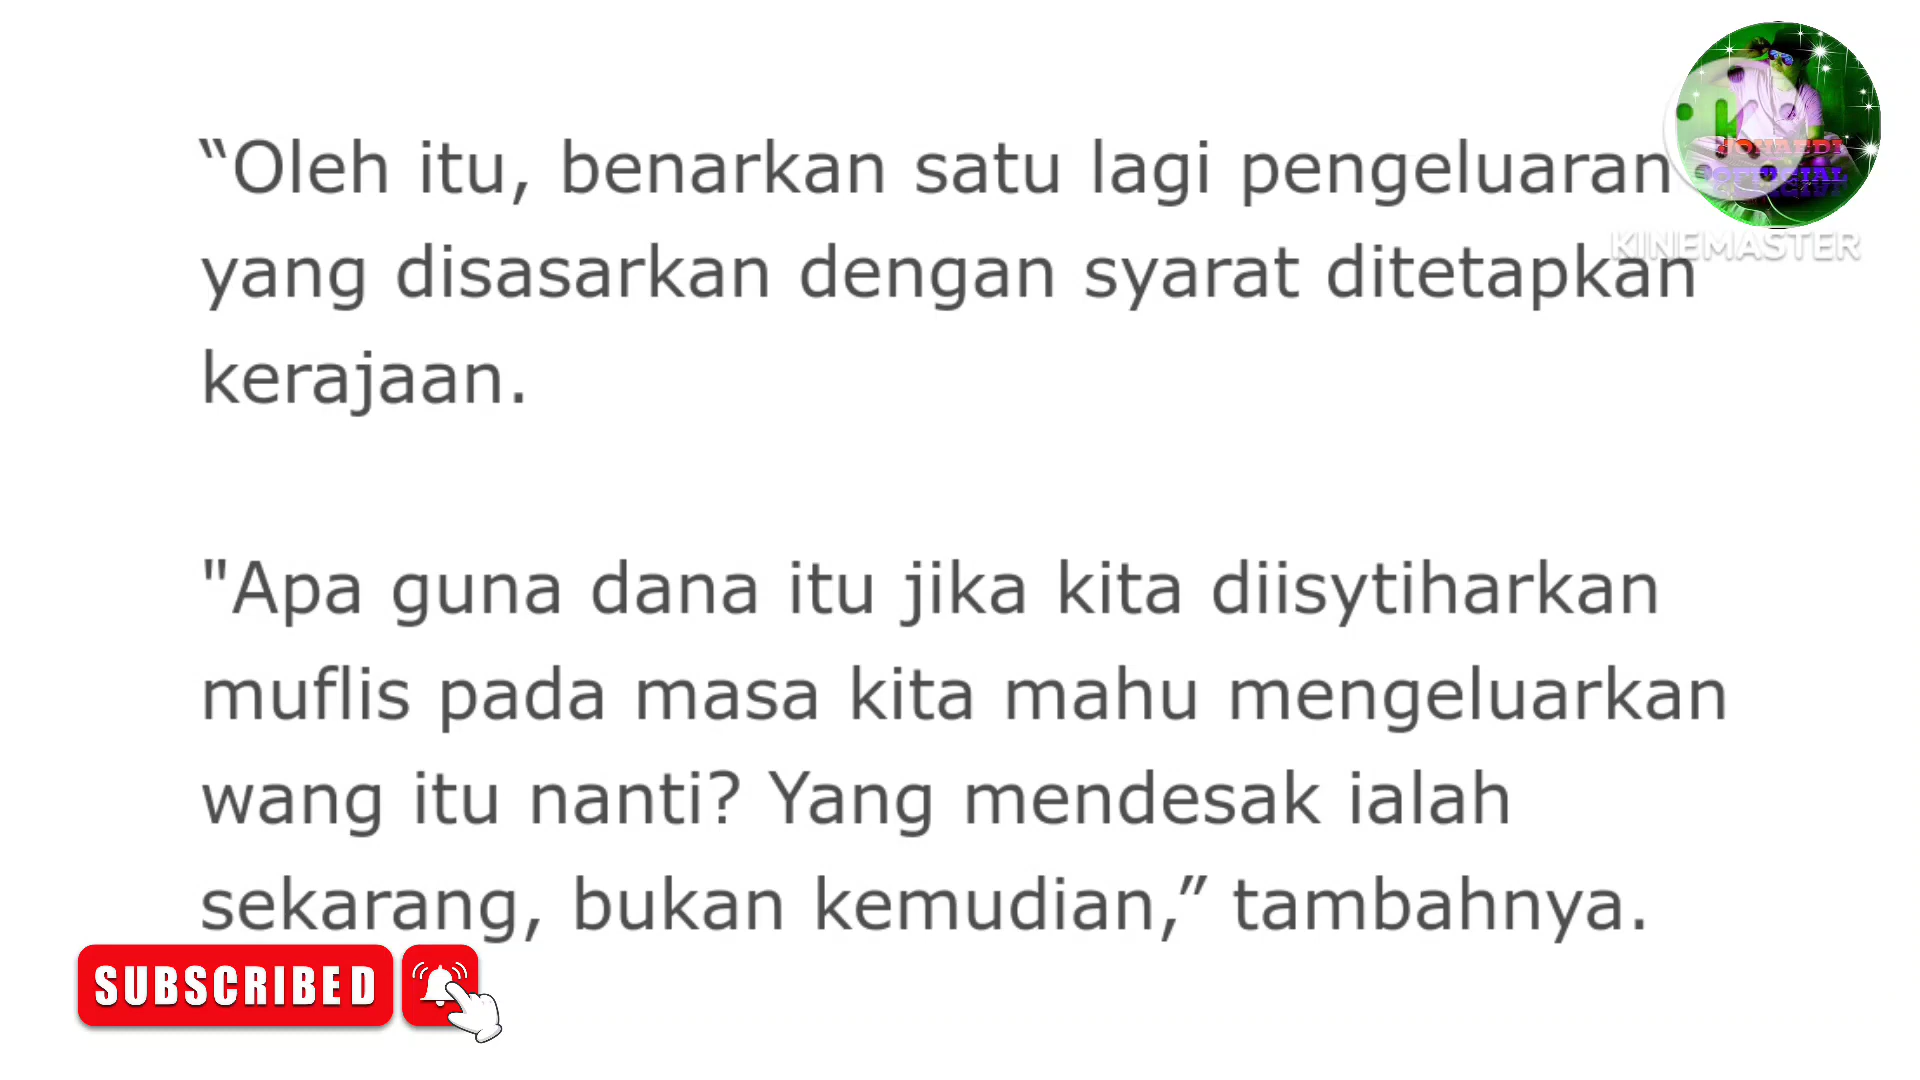 “Oleh itu, benarkan satu lagi pengeluaran
yang disasarkan dengan syarat ditetapkan
kerajaan.
"Apa guna dana itu jika kita diisytiharkan
muflis pada masa kita mahu mengeluarkan
wang itu nanti? Yang mendesak ialah
sekarang, bukan kemudian,” tambahnya.
OFFICIAL
KINEMASTER
SUBSCRIBED